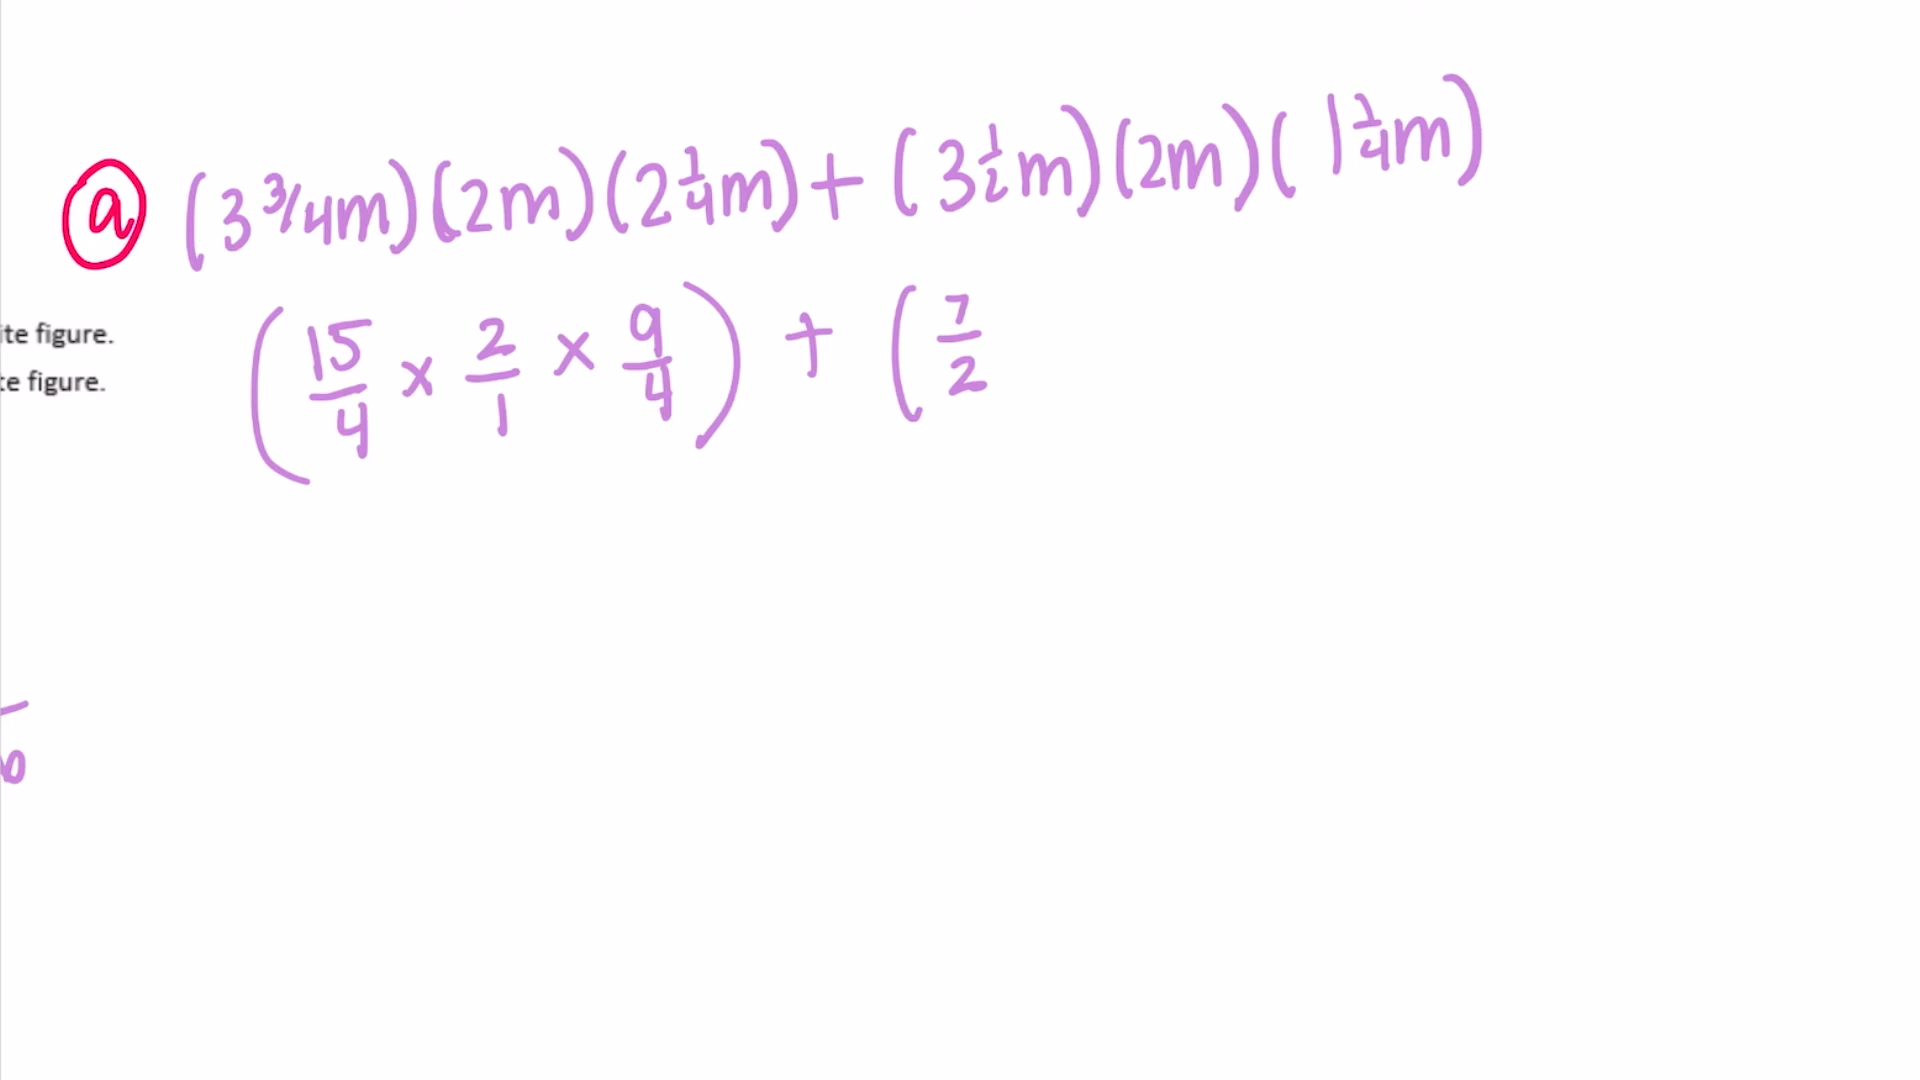 ⓐ (3 3/4m)(2m)(2 1/4m)+(3 1/2m)(2m)(1 1/4m)
(15/4 x 2/1 x 9/4) + (7/2
ite figure.
te figure.